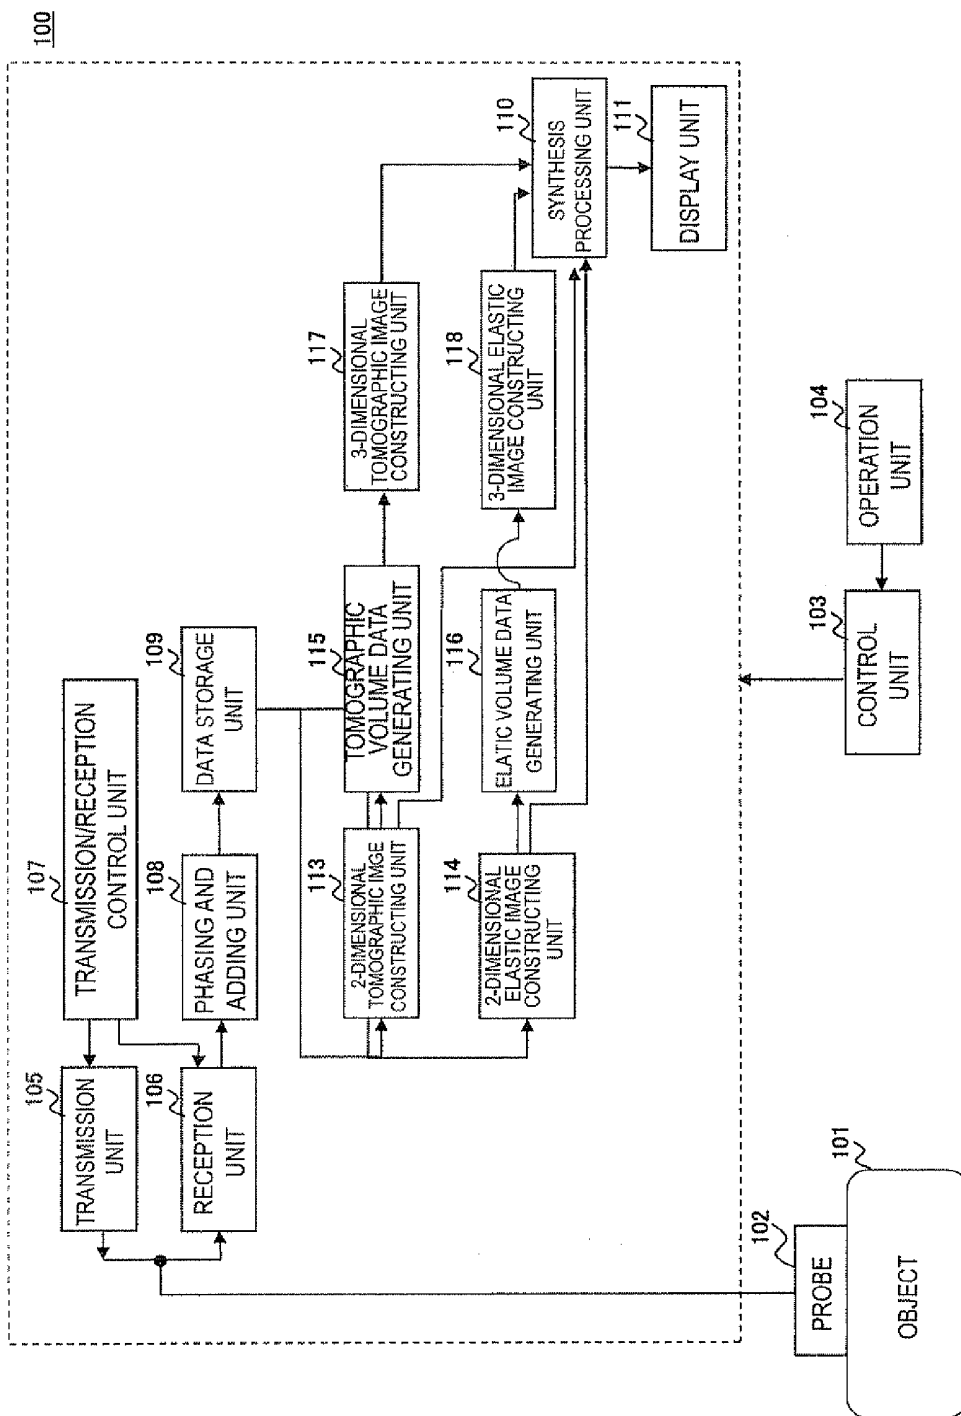 100
107
TRANSMISSION/RECEPTION
CONTROL UNIT
105
TRANSMISSION
UNIT
106
RECEPTION
UNIT
108
PHASING AND
ADDING UNIT
109
DATA STORAGE
UNIT
113
2-DIMENSIONAL
TOMOGRAPHIC IMGE
CONSTRUCTING UNIT
115
TOMOGRAPHIC
VOLUME DATA
GENERATING UNIT
117
3-DIMENSIONAL
TOMOGRAPHIC IMAGE
CONSTRUCTING UNIT
114
2-DIMENSIONAL
ELASTIC IMAGE
CONSTRUCTING
UNIT
116
ELATIC VOLUME DATA
GENERATING UNIT
118
3-DIMENSIONAL ELASTIC
IMAGE CONSTRUCTING
UNIT
110
SYNTHESIS
PROCESSING UNIT
111
DISPLAY UNIT
102
PROBE
101
OBJECT
103
CONTROL
UNIT
104
OPERATION
UNIT